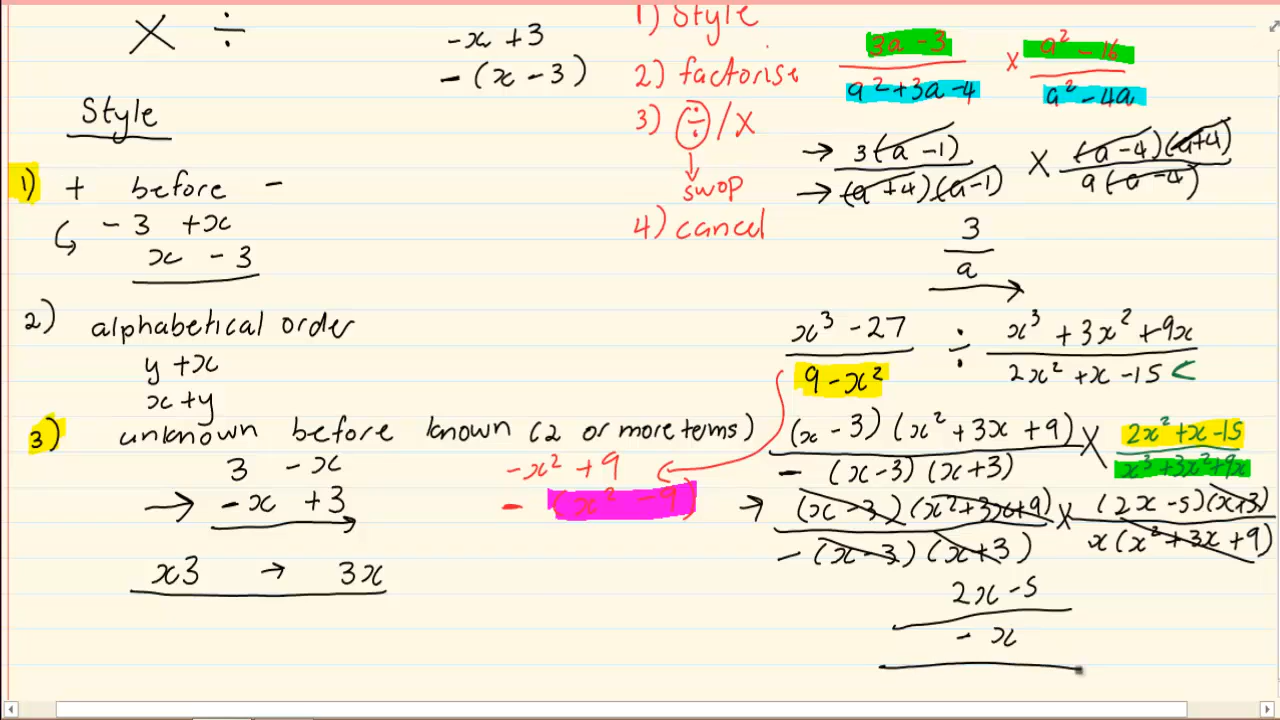 × ÷
-x + 3
-(x - 3)
Style
1) + before -
- 3 + x
x - 3
2) alphabetical order
y + x
x + y
3) unknown before known (2 or more terms)
3 - x
→ -x + 3
x3 → 3x
-x² + 9
- (x² - 9)
1) Style
2) factorise
3) ÷ / ×
↓
swop
4) cancel
3a - 3 × a² - 16
a² + 3a - 4 a² - 4a
→ 3(a - 1) × (a - 4)(a + 4)
→ (a + 4)(a - 1) a(a - 4)
3
a
x³ - 27 ÷ x³ + 3x² + 9x
9 - x² 2x² + x - 15 <
(x - 3)(x² + 3x + 9) × 2x² + x - 15
- (x - 3)(x + 3) x³ + 3x² + 9x
→ (x - 3)(x² + 3x + 9) × (2x - 5)(x + 3)
- (x - 3)(x + 3) x(x² + 3x + 9)
2x - 5
- x